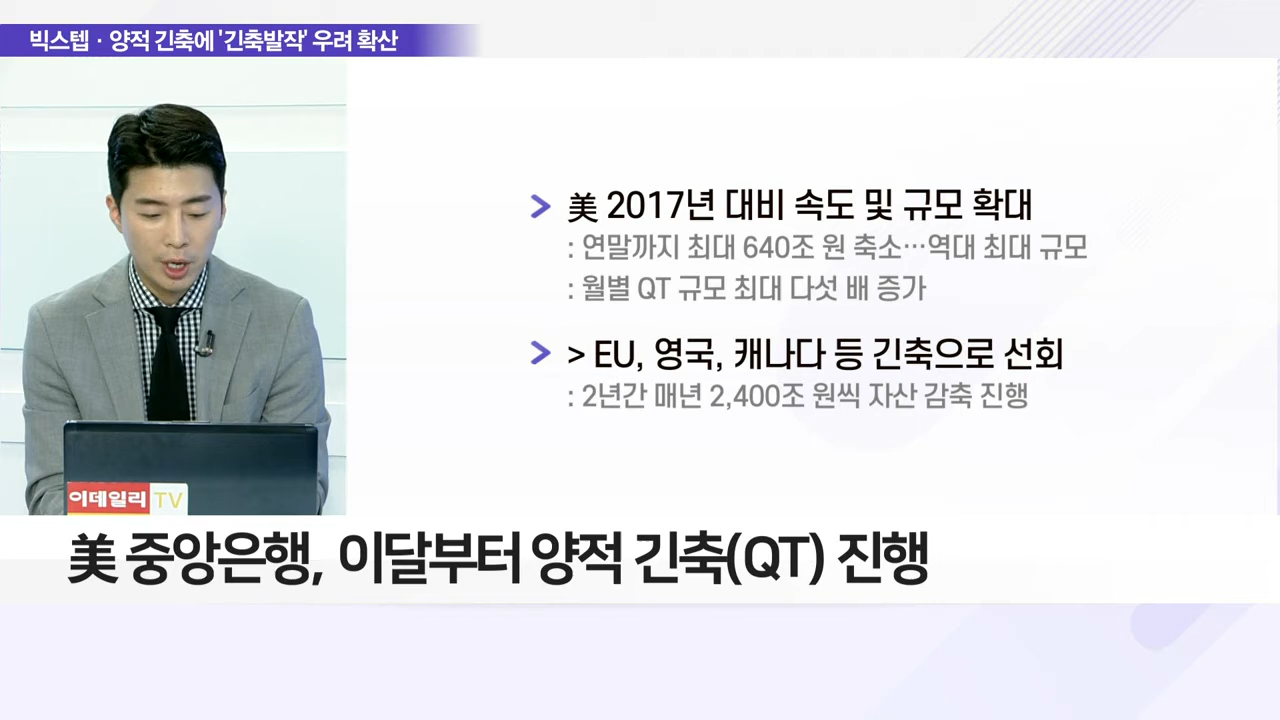 빅스텝·양적 긴축에 '긴축발작' 우려 확산
美 2017년 대비 속도 및 규모 확대
: 연말까지 최대 640조 원 축소…역대 최대 규모
: 월별 QT 규모 최대 다섯 배 증가
> EU, 영국, 캐나다 등 긴축으로 선회
: 2년간 매년 2,400조 원씩 자산 감축 진행
이데일리 TV
美 중앙은행, 이달부터 양적 긴축(QT) 진행